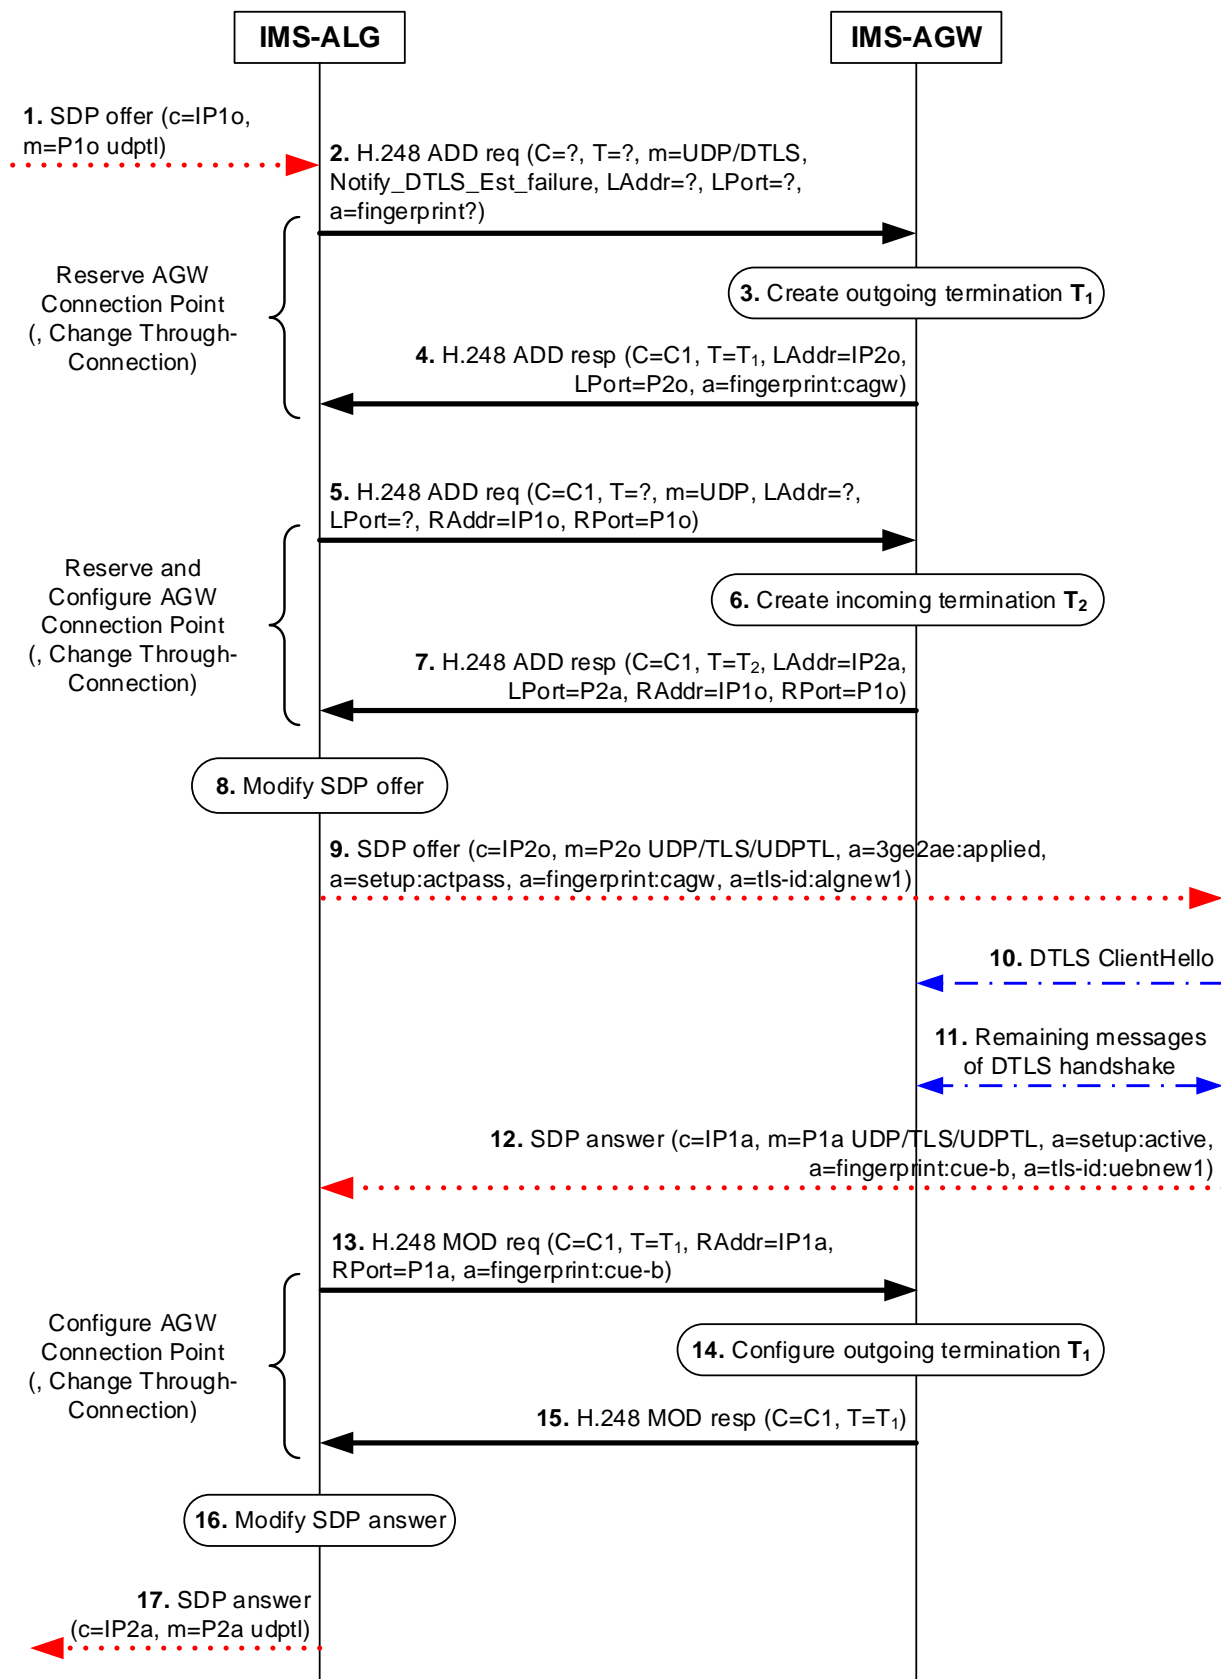 IMS-ALG
IMS-AGW
1. SDP offer (c=IP1o,
m=P1o udptl)
2. H.248 ADD req (C=?, T=?, m=UDP/DTLS,
Notify_DTLS_Est_failure, LAddr=?, LPort=?,
a=fingerprint?)
Reserve AGW
Connection Point
(, Change Through-
Connection)
3. Create outgoing termination T1
4. H.248 ADD resp (C=C1, T=T1, LAddr=IP2o,
LPort=P2o, a=fingerprint:cagw)
5. H.248 ADD req (C=C1, T=?, m=UDP, LAddr=?,
LPort=?, RAddr=IP1o, RPort=P1o)
Reserve and
Configure AGW
Connection Point
(, Change Through-
Connection)
6. Create incoming termination T2
7. H.248 ADD resp (C=C1, T=T2, LAddr=IP2a,
LPort=P2a, RAddr=IP1o, RPort=P1o)
8. Modify SDP offer
9. SDP offer (c=IP2o, m=P2o UDP/TLS/UDPTL, a=3ge2ae:applied,
a=setup:actpass, a=fingerprint:cagw, a=tls-id:algnew1)
10. DTLS ClientHello
11. Remaining messages
of DTLS handshake
12. SDP answer (c=IP1a, m=P1a UDP/TLS/UDPTL, a=setup:active,
a=fingerprint:cue-b, a=tls-id:uebnew1)
13. H.248 MOD req (C=C1, T=T1, RAddr=IP1a,
RPort=P1a, a=fingerprint:cue-b)
Configure AGW
Connection Point
(, Change Through-
Connection)
14. Configure outgoing termination T1
15. H.248 MOD resp (C=C1, T=T1)
16. Modify SDP answer
17. SDP answer
(c=IP2a, m=P2a udptl)